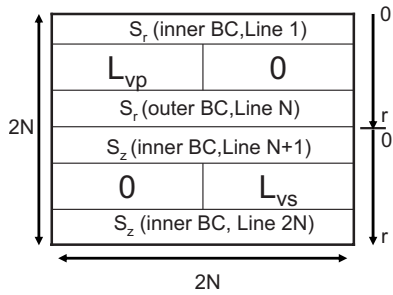 S_r (inner BC,Line 1)
0
L_vp 0
S_r (outer BC,Line N)
r
2N
S_z (inner BC,Line N+1)
0
0 L_vs
S_z (inner BC, Line 2N)
r
2N